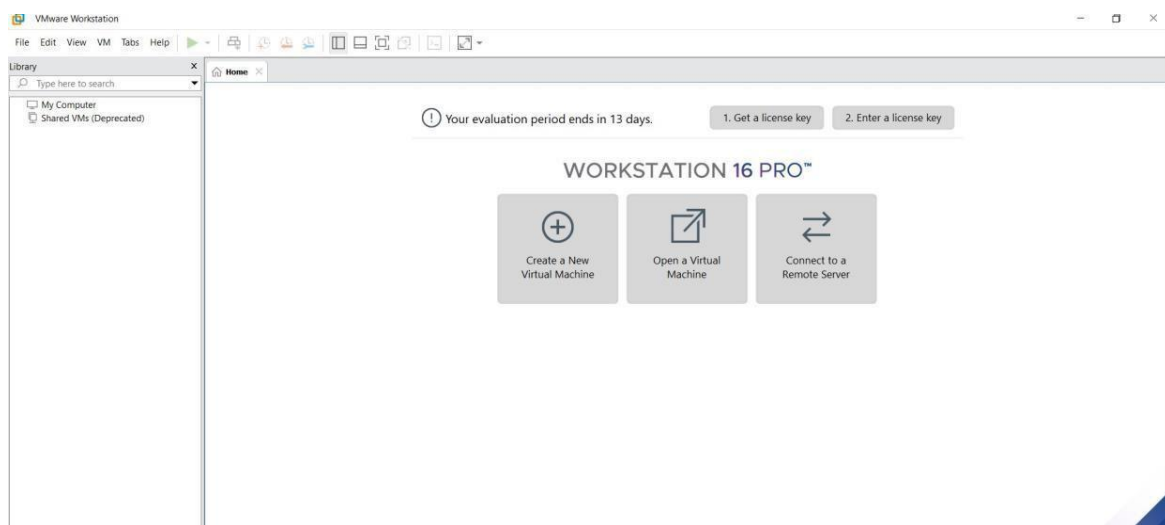 VMware Workstation
File Edit View VM Tabs Help
Library X
Home
Type here to search
My Computer
Shared VMs (Deprecated)
! Your evaluation period ends in 13 days. 1. Get a license key 2. Enter a license key
WORKSTATION 16 PRO™
Create a New
Virtual Machine
Open a Virtual
Machine
Connect to a
Remote Server